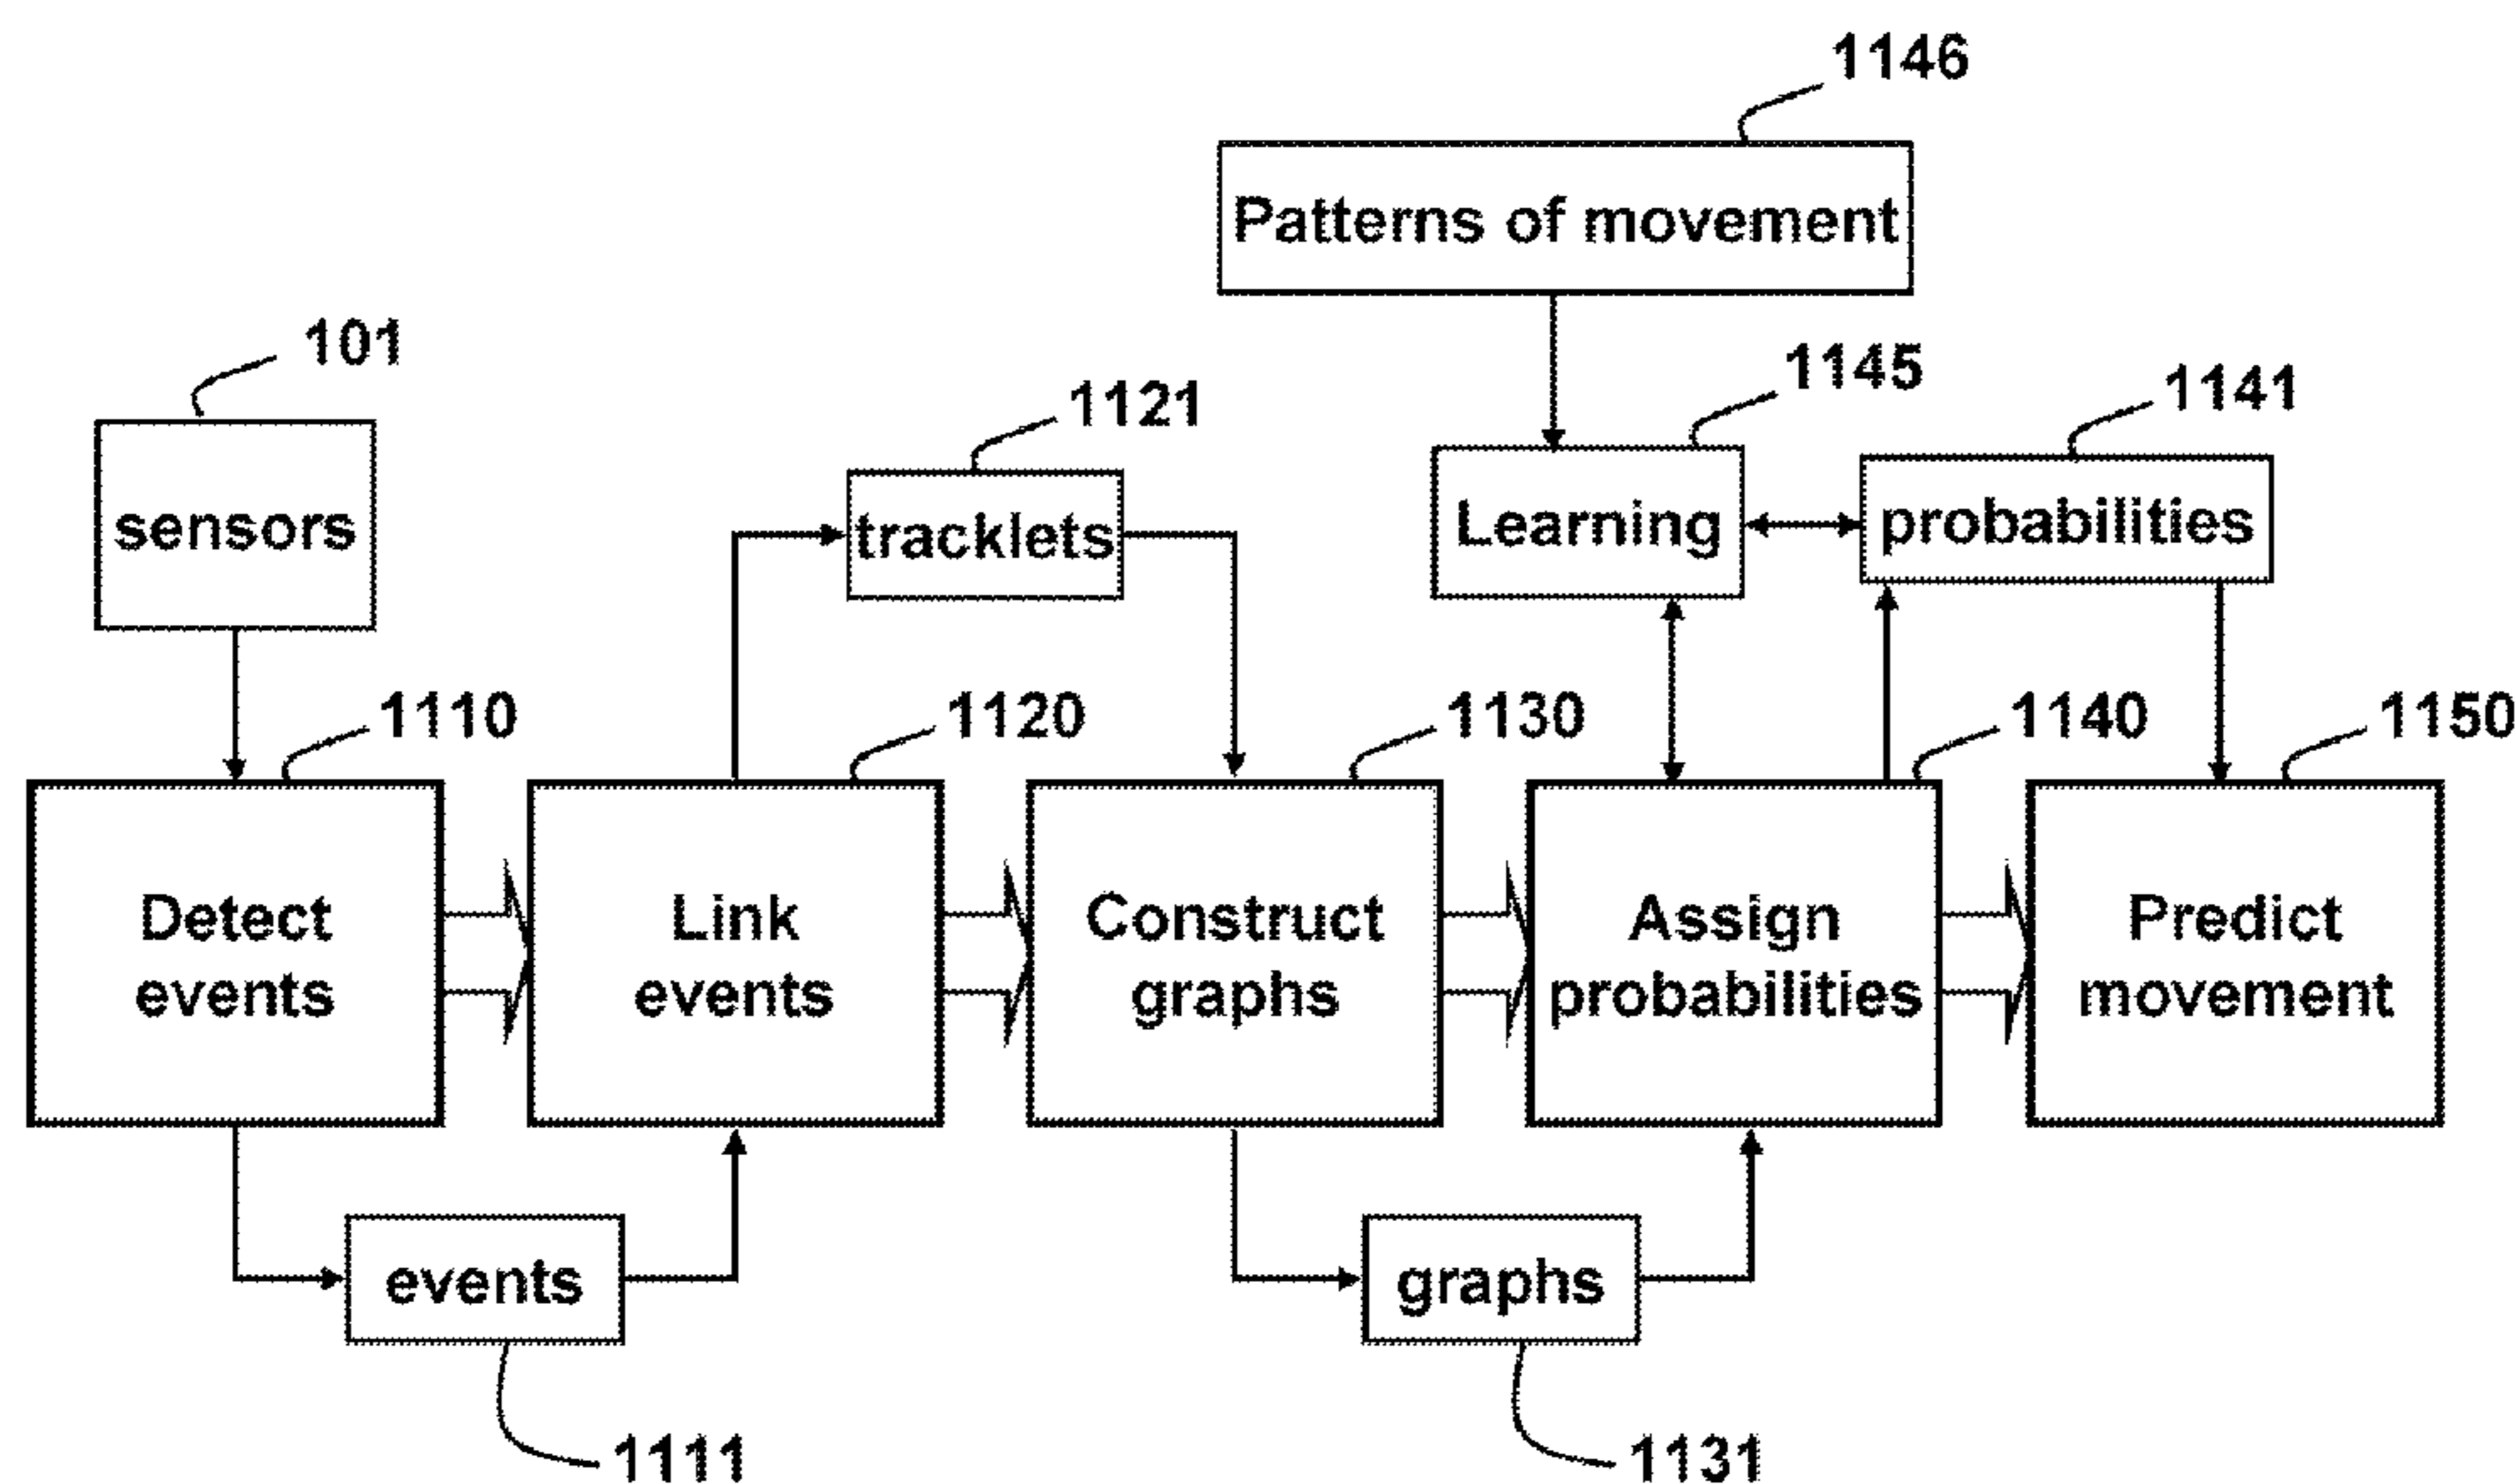 1146
Patterns of movement
101
1145
1141
1121
sensors
tracklets
Learning
probabilities
1110
1120
1130
1140
1150
Detect
events
Link
events
Construct
graphs
Assign
probabilities
Predict
movement
events
graphs
1111
1131